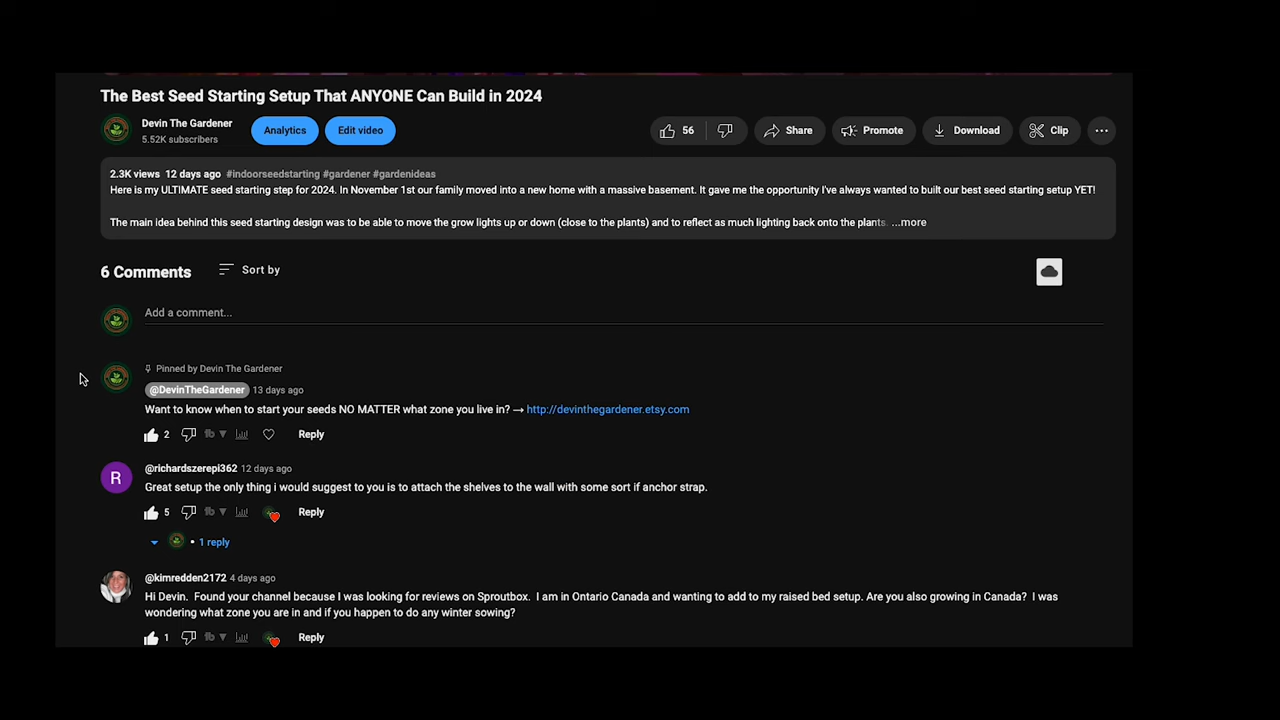 The Best Seed Starting Setup That ANYONE Can Build in 2024
Devin The Gardener
5.52K subscribers
Analytics
Edit video
56
Share
Promote
Download
Clip
2.3K views 12 days ago #indoorseedstarting #gardener #gardenideas
Here is my ULTIMATE seed starting step for 2024. In November 1st our family moved into a new home with a massive basement. It gave me the opportunity I've always wanted to built our best seed starting setup YET!
The main idea behind this seed starting design was to be able to move the grow lights up or down (close to the plants) and to reflect as much lighting back onto the plants. ...more
6 Comments
Sort by
Add a comment...
Pinned by Devin The Gardener
@DevinTheGardener 13 days ago
Want to know when to start your seeds NO MATTER what zone you live in? → http://devinthegardener.etsy.com
2
Reply
R
@richardszerepi362 12 days ago
Great setup the only thing i would suggest to you is to attach the shelves to the wall with some sort if anchor strap.
5
Reply
• 1 reply
@kimredden2172 4 days ago
Hi Devin. Found your channel because I was looking for reviews on Sproutbox. I am in Ontario Canada and wanting to add to my raised bed setup. Are you also growing in Canada? I was
wondering what zone you are in and if you happen to do any winter sowing?
1
Reply